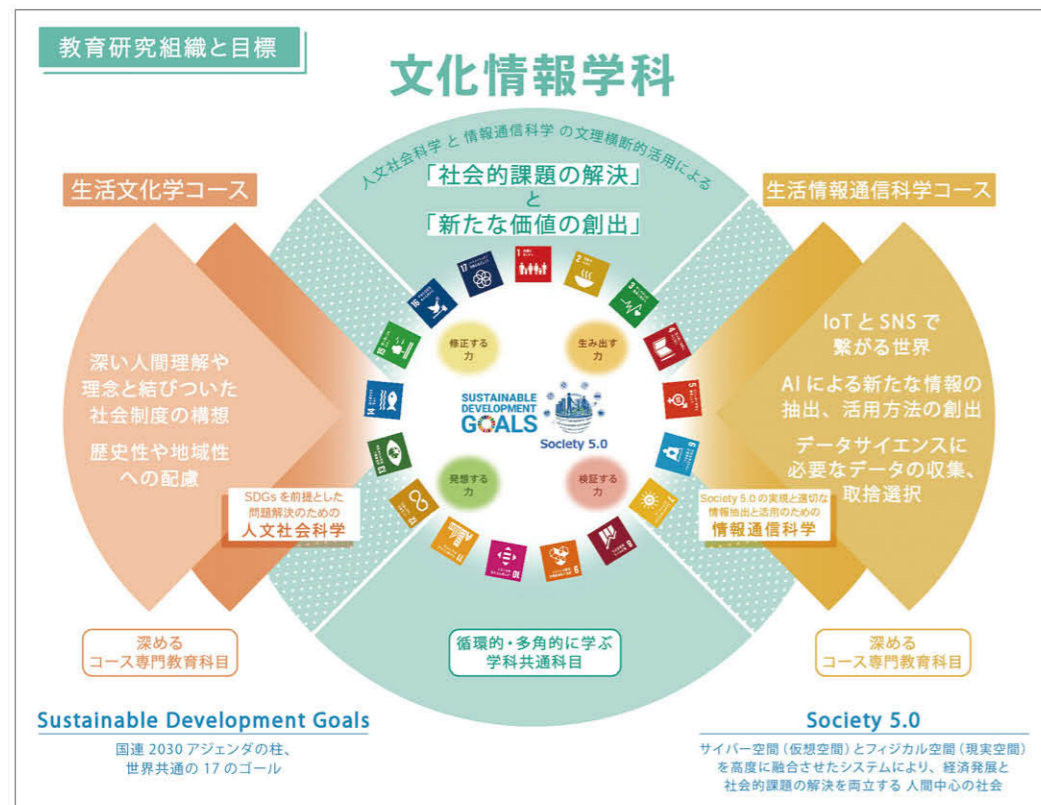 教育研究組織と目標
文化情報学科
人文社会科学 と 情報通信科学 の文理横断的活用による
「社会的課題の解決」
と
「新たな価値の創出」
生活文化学コース
生活情報通信科学コース
深い人間理解や
理念と結びついた
社会制度の構想
歴史性や地域性
への配慮
SDGs を前提とした
問題解決のための
人文社会科学
17
1
2
16
3
15
4
14
5
13
6
12
7
11
10
9
8
修正する
力
生み出す
力
SUSTAINABLE
DEVELOPMENT
GOALS
Society 5.0
発想する
力
検証する
力
IoT と SNS で
繋がる世界
AI による新たな情報の
抽出、活用方法の創出
データサイエンスに
必要なデータの収集、
取捨選択
Society 5.0 の実現と適切な
情報抽出と活用のための
情報通信科学
深める
コース専門教育科目
循環的・多角的に学ぶ
学科共通科目
深める
コース専門教育科目
Sustainable Development Goals
国連 2030 アジェンダの柱、
世界共通の 17 のゴール
Society 5.0
サイバー空間（仮想空間）とフィジカル空間（現実空間）
を高度に融合させたシステムにより、経済発展と
社会的課題の解決を両立する 人間中心の社会